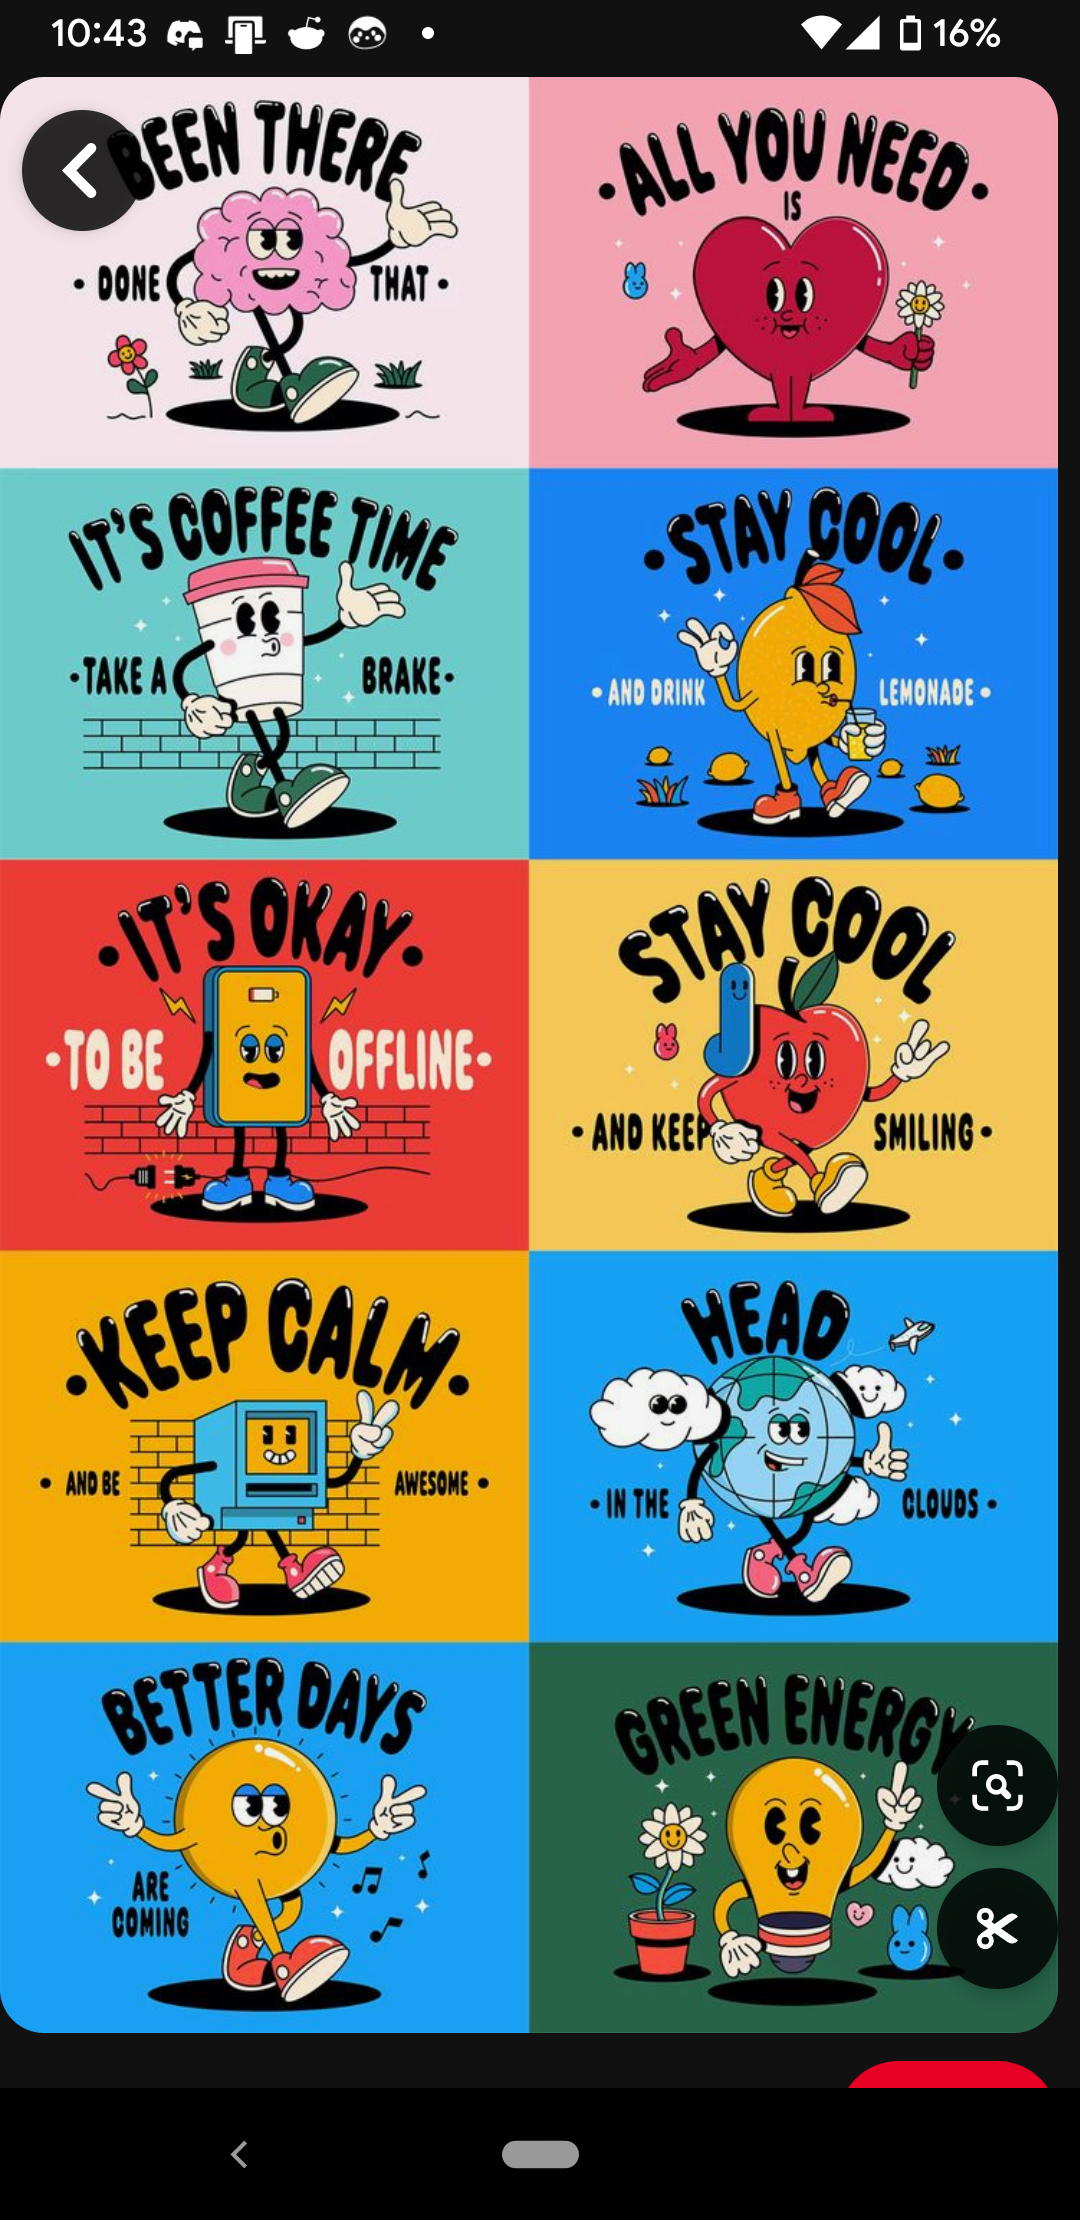 10:43
16%
BEEN THERE
· DONE THAT ·
· ALL YOU NEED ·
IS
IT'S COFFEE TIME
· TAKE A BRAKE ·
· STAY COOL ·
· AND DRINK LEMONADE ·
· IT'S OKAY ·
· TO BE OFFLINE ·
STAY COOL
· AND KEEP SMILING ·
· KEEP CALM ·
· AND BE AWESOME ·
HEAD
· IN THE CLOUDS ·
BETTER DAYS
ARE
COMING
GREEN ENERGY